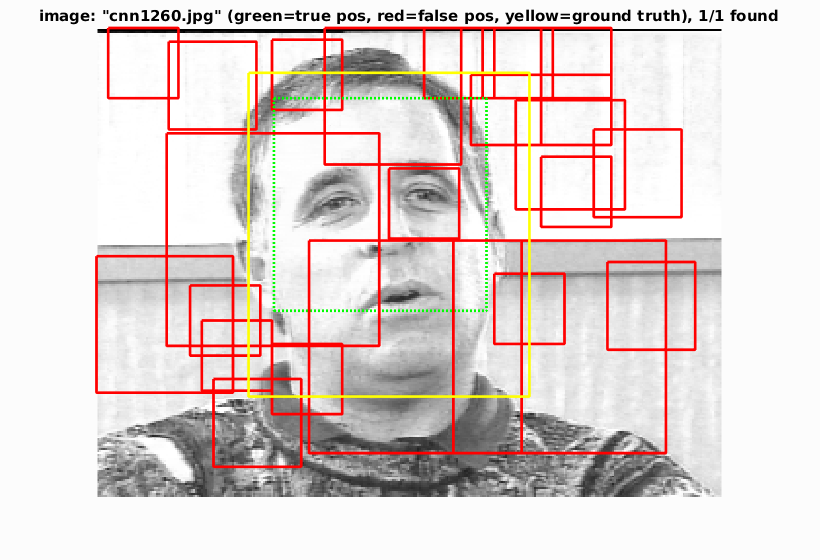 image: "cnn1260.jpg" (green=true pos, red=false pos, yellow=ground truth), 1/1 found